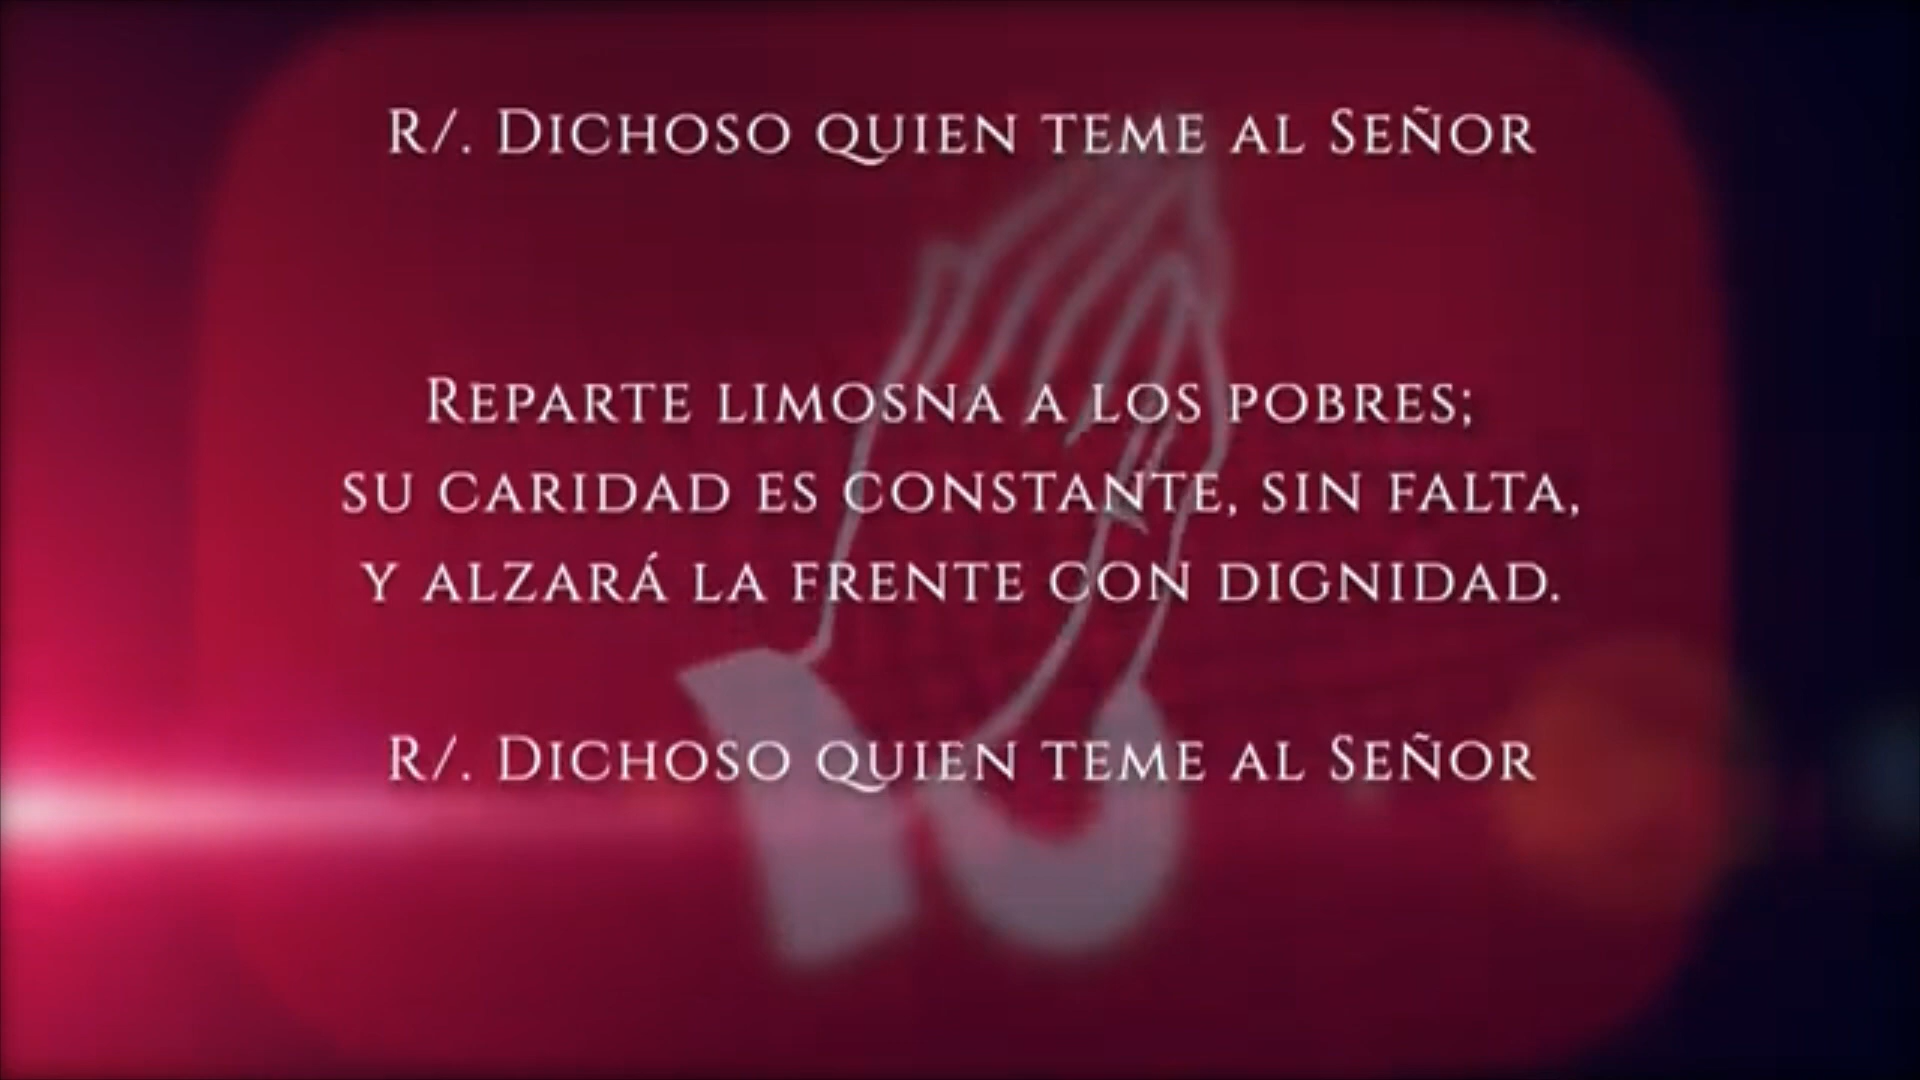 R/. Dichoso quien teme al Señor
Reparte limosna a los pobres;
su caridad es constante, sin falta,
y alzará la frente con dignidad.
R/. Dichoso quien teme al Señor